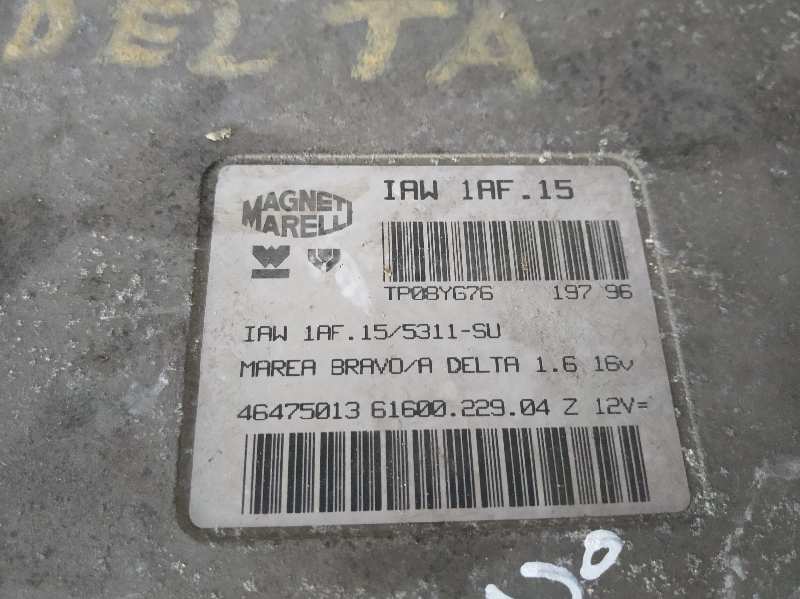 DELTA
MAGNETI
MARELLI
IAW 1AF.15
TP08YG76 197 96
IAW 1AF.15/5311-SU
MAREA BRAVO/A DELTA 1.6 16v
46475013 61600.229.04 Z 12V=